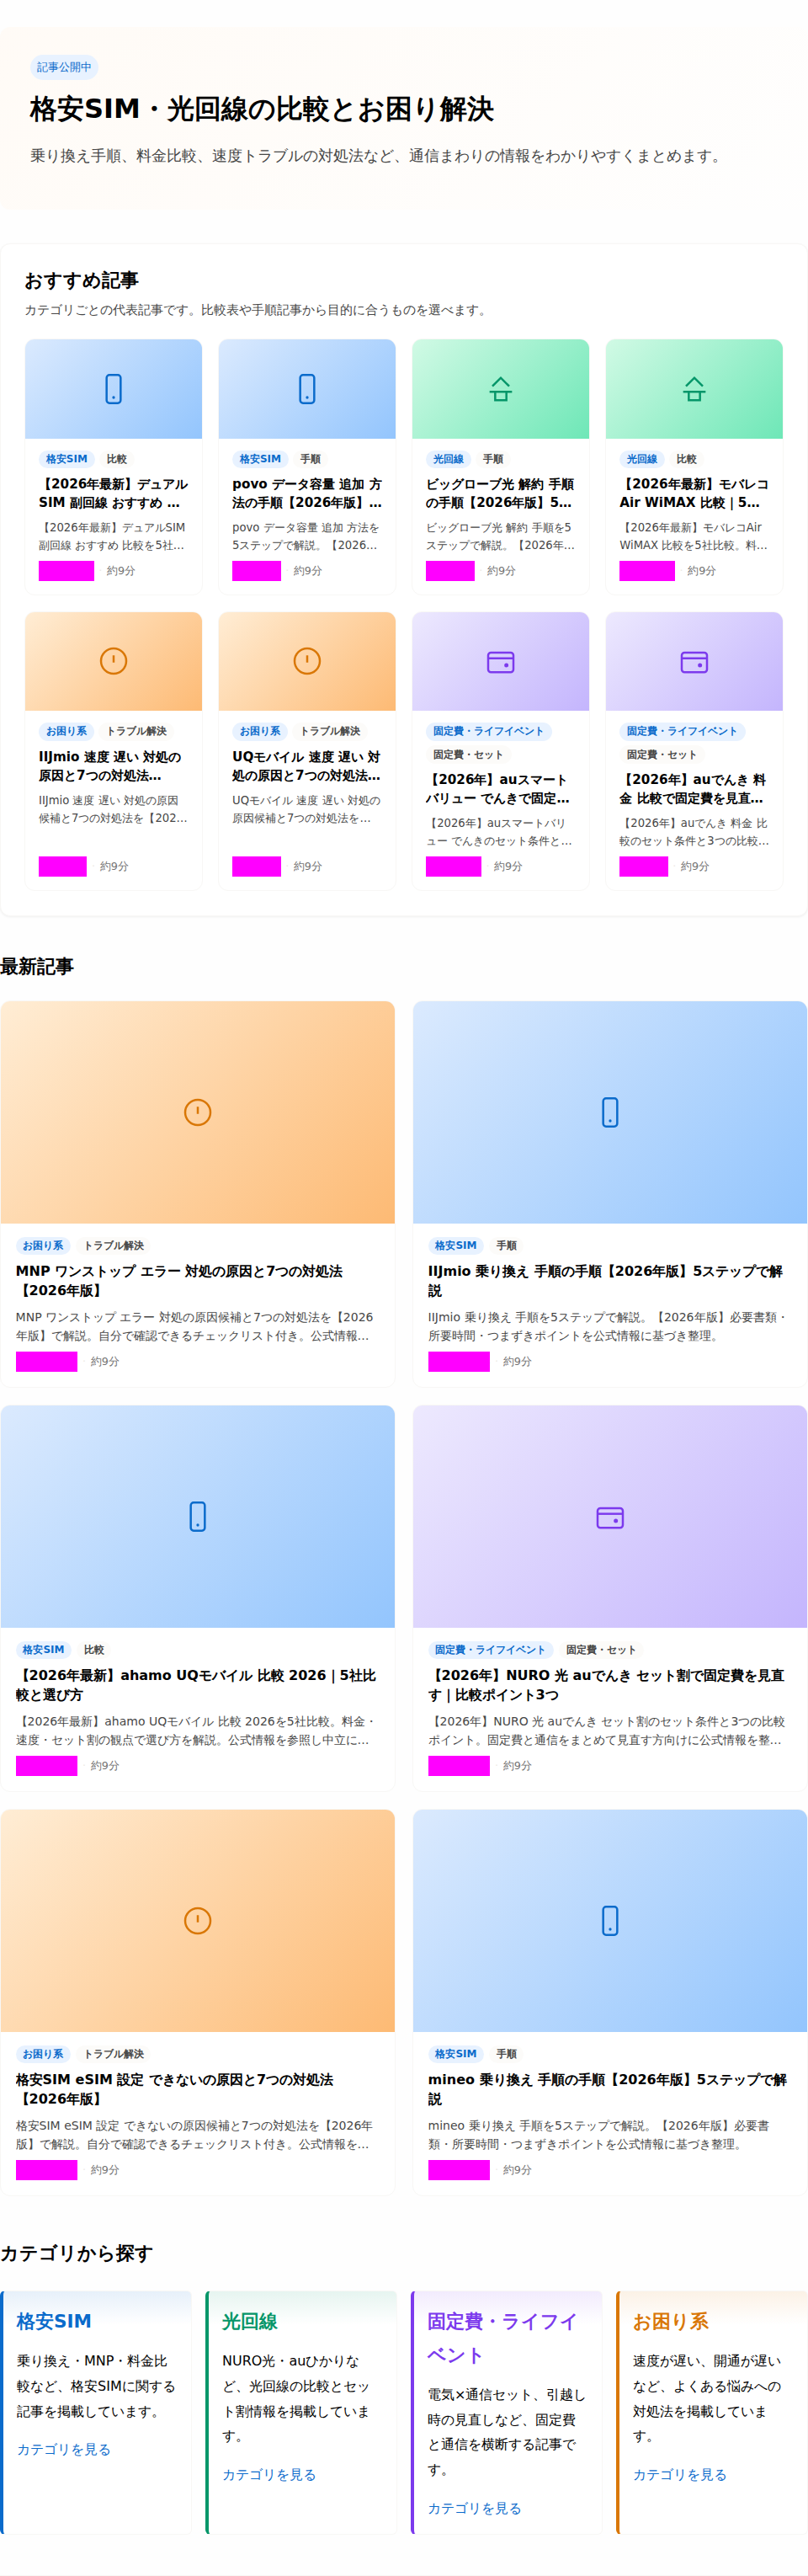 記事公開中
格安SIM・光回線の比較とお困り解決
乗り換え手順、料金比較、速度トラブルの対処法など、通信まわりの情報をわかりやすくまとめます。
おすすめ記事
カテゴリごとの代表記事です。比較表や手順記事から目的に合うものを選べます。
格安SIM 比較
【2026年最新】デュアル
SIM 副回線 おすすめ …
【2026年最新】デュアルSIM
副回線 おすすめ 比較を5社…
約9分
格安SIM 手順
povo データ容量 追加 方
法の手順【2026年版】…
povo データ容量 追加 方法を
5ステップで解説。【2026…
約9分
光回線 手順
ビッグローブ光 解約 手順
の手順【2026年版】5…
ビッグローブ光 解約 手順を5
ステップで解説。【2026年…
約9分
光回線 比較
【2026年最新】モバレコ
Air WiMAX 比較｜5…
【2026年最新】モバレコAir
WiMAX 比較を5社比較。料…
約9分
お困り系 トラブル解決
IIJmio 速度 遅い 対処の
原因と7つの対処法…
IIJmio 速度 遅い 対処の原因
候補と7つの対処法を【202…
約9分
お困り系 トラブル解決
UQモバイル 速度 遅い 対
処の原因と7つの対処法…
UQモバイル 速度 遅い 対処の
原因候補と7つの対処法を…
約9分
固定費・ライフイベント
固定費・セット
【2026年】auスマート
バリュー でんきで固定…
【2026年】auスマートバリ
ュー でんきのセット条件と…
約9分
固定費・ライフイベント
固定費・セット
【2026年】auでんき 料
金 比較で固定費を見直…
【2026年】auでんき 料金 比
較のセット条件と3つの比較…
約9分
最新記事
お困り系 トラブル解決
MNP ワンストップ エラー 対処の原因と7つの対処法
【2026年版】
MNP ワンストップ エラー 対処の原因候補と7つの対処法を【2026
年版】で解説。自分で確認できるチェックリスト付き。公式情報…
約9分
格安SIM 手順
IIJmio 乗り換え 手順の手順【2026年版】5ステップで解
説
IIJmio 乗り換え 手順を5ステップで解説。【2026年版】必要書類・
所要時間・つまずきポイントを公式情報に基づき整理。
約9分
格安SIM 比較
【2026年最新】ahamo UQモバイル 比較 2026｜5社比
較と選び方
【2026年最新】ahamo UQモバイル 比較 2026を5社比較。料金・
速度・セット割の観点で選び方を解説。公式情報を参照し中立に…
約9分
固定費・ライフイベント 固定費・セット
【2026年】NURO 光 auでんき セット割で固定費を見直
す｜比較ポイント3つ
【2026年】NURO 光 auでんき セット割のセット条件と3つの比較
ポイント。固定費と通信をまとめて見直す方向けに公式情報を整…
約9分
お困り系 トラブル解決
格安SIM eSIM 設定 できないの原因と7つの対処法
【2026年版】
格安SIM eSIM 設定 できないの原因候補と7つの対処法を【2026年
版】で解説。自分で確認できるチェックリスト付き。公式情報を…
約9分
格安SIM 手順
mineo 乗り換え 手順の手順【2026年版】5ステップで解
説
mineo 乗り換え 手順を5ステップで解説。【2026年版】必要書
類・所要時間・つまずきポイントを公式情報に基づき整理。
約9分
カテゴリから探す
格安SIM
乗り換え・MNP・料金比
較など、格安SIMに関する
記事を掲載しています。
カテゴリを見る
光回線
NURO光・auひかりな
ど、光回線の比較とセッ
ト割情報を掲載していま
す。
カテゴリを見る
固定費・ライフイ
ベント
電気×通信セット、引越し
時の見直しなど、固定費
と通信を横断する記事で
す。
カテゴリを見る
お困り系
速度が遅い、開通が遅い
など、よくある悩みへの
対処法を掲載していま
す。
カテゴリを見る